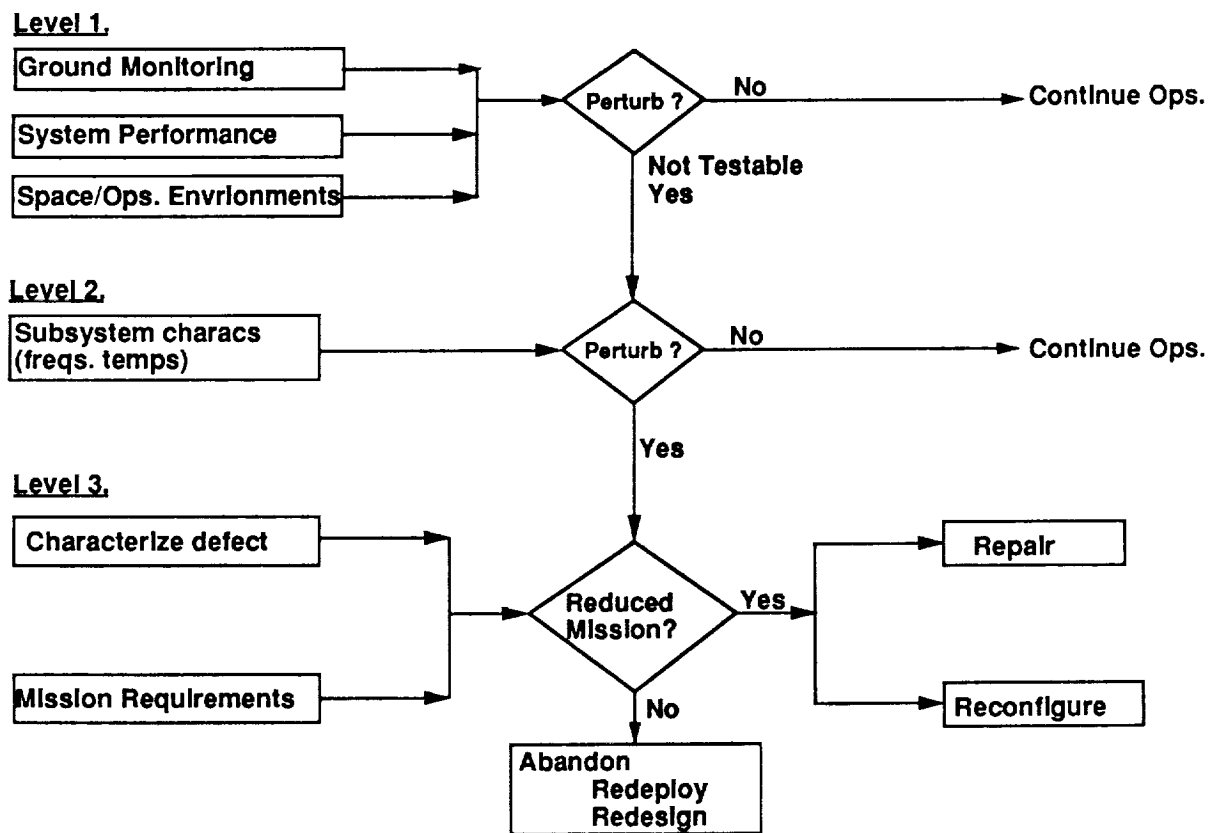 Level 1.
Ground Monitoring
System Performance
Space/Ops. Envrionments
Perturb ?
No
Continue Ops.
Not Testable
Yes
Level 2.
Subsystem characs
(freqs. temps)
Perturb ?
No
Continue Ops.
Yes
Level 3.
Characterize defect
Mission Requirements
Reduced
Mission?
Yes
Repair
Reconfigure
No
Abandon
Redeploy
Redesign